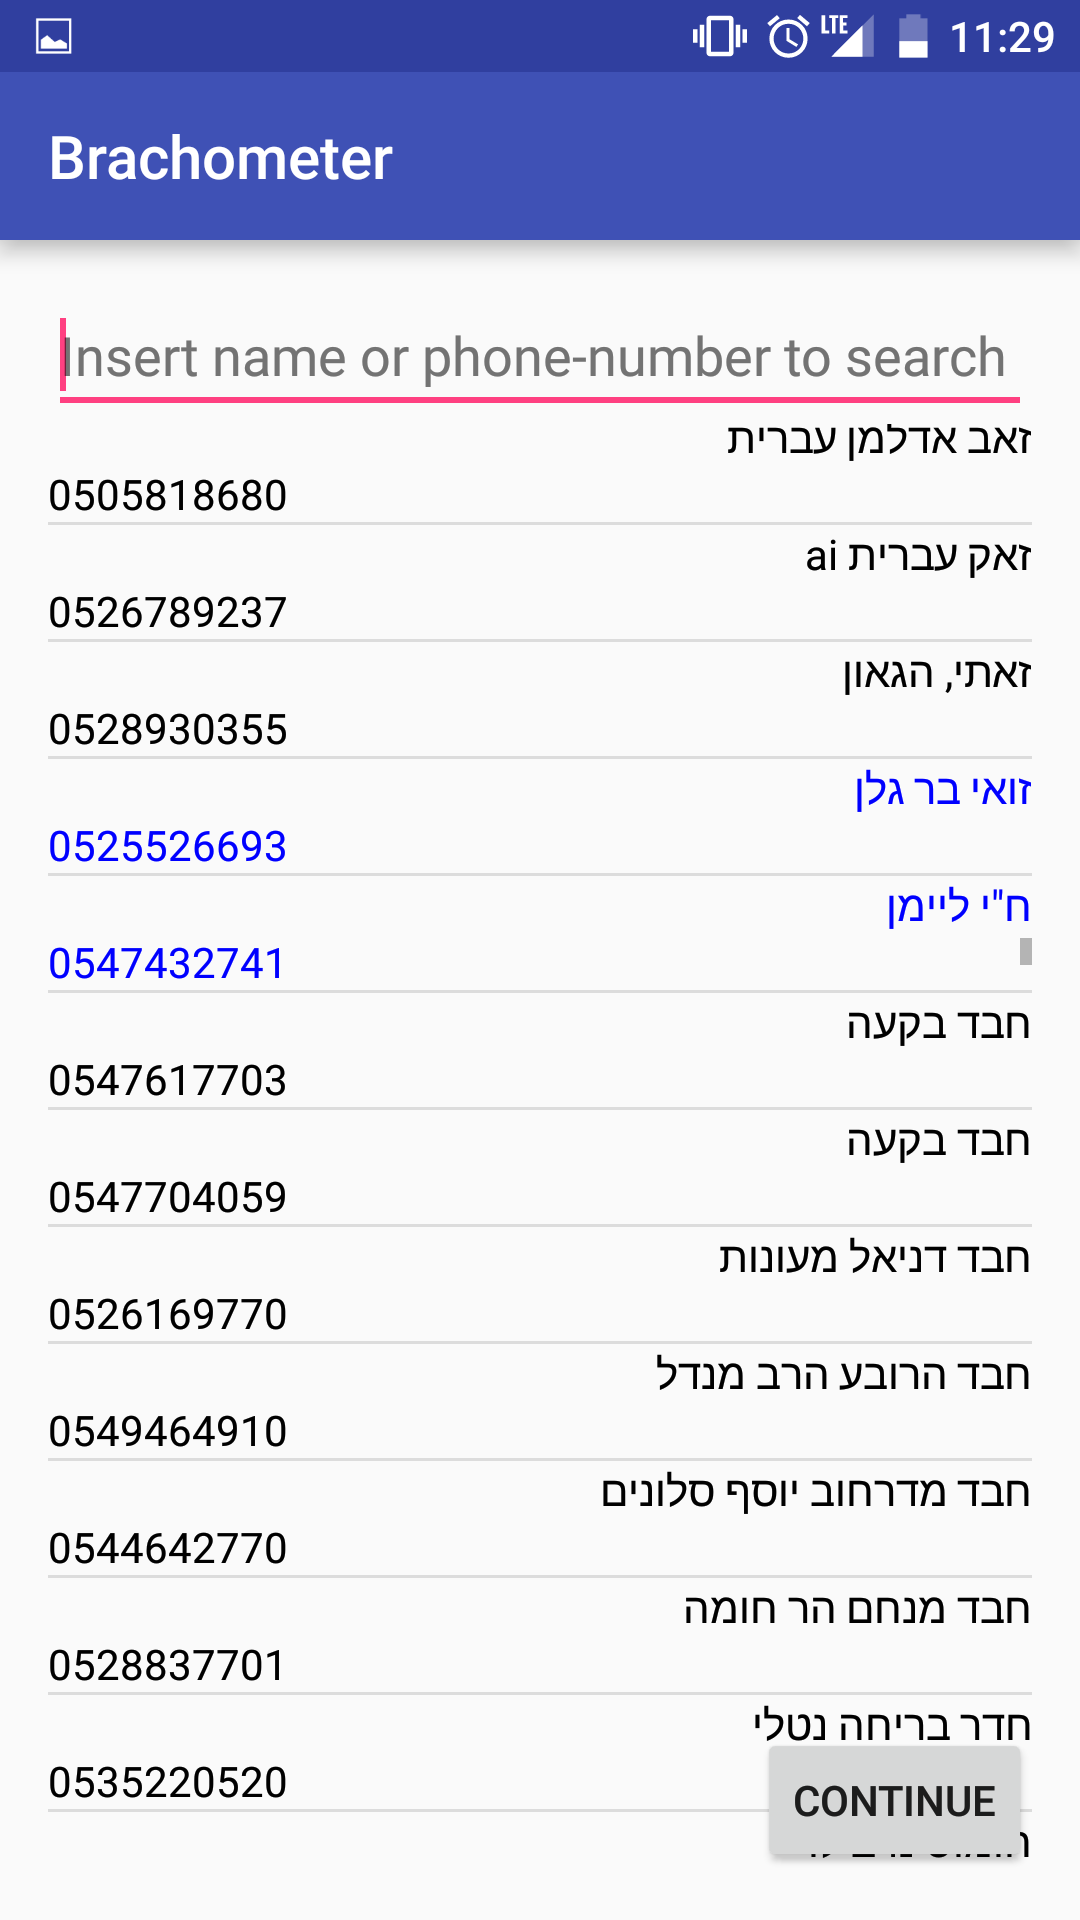 LTE 11:29
Brachometer
Insert name or phone-number to search
זאב אדלמן עברית
0505818680
זאק עברית ai
0526789237
זאתי, הגאון
0528930355
זואי בר גלן
0525526693
ח"י ליימן
0547432741
חבד בקעה
0547617703
חבד בקעה
0547704059
חבד דניאל מעונות
0526169770
חבד הרובע הרב מנדל
0549464910
חבד מדרחוב יוסף סלונים
0544642770
חבד מנחם הר חומה
0528837701
חדר בריחה נטלי
0535220520
CONTINUE